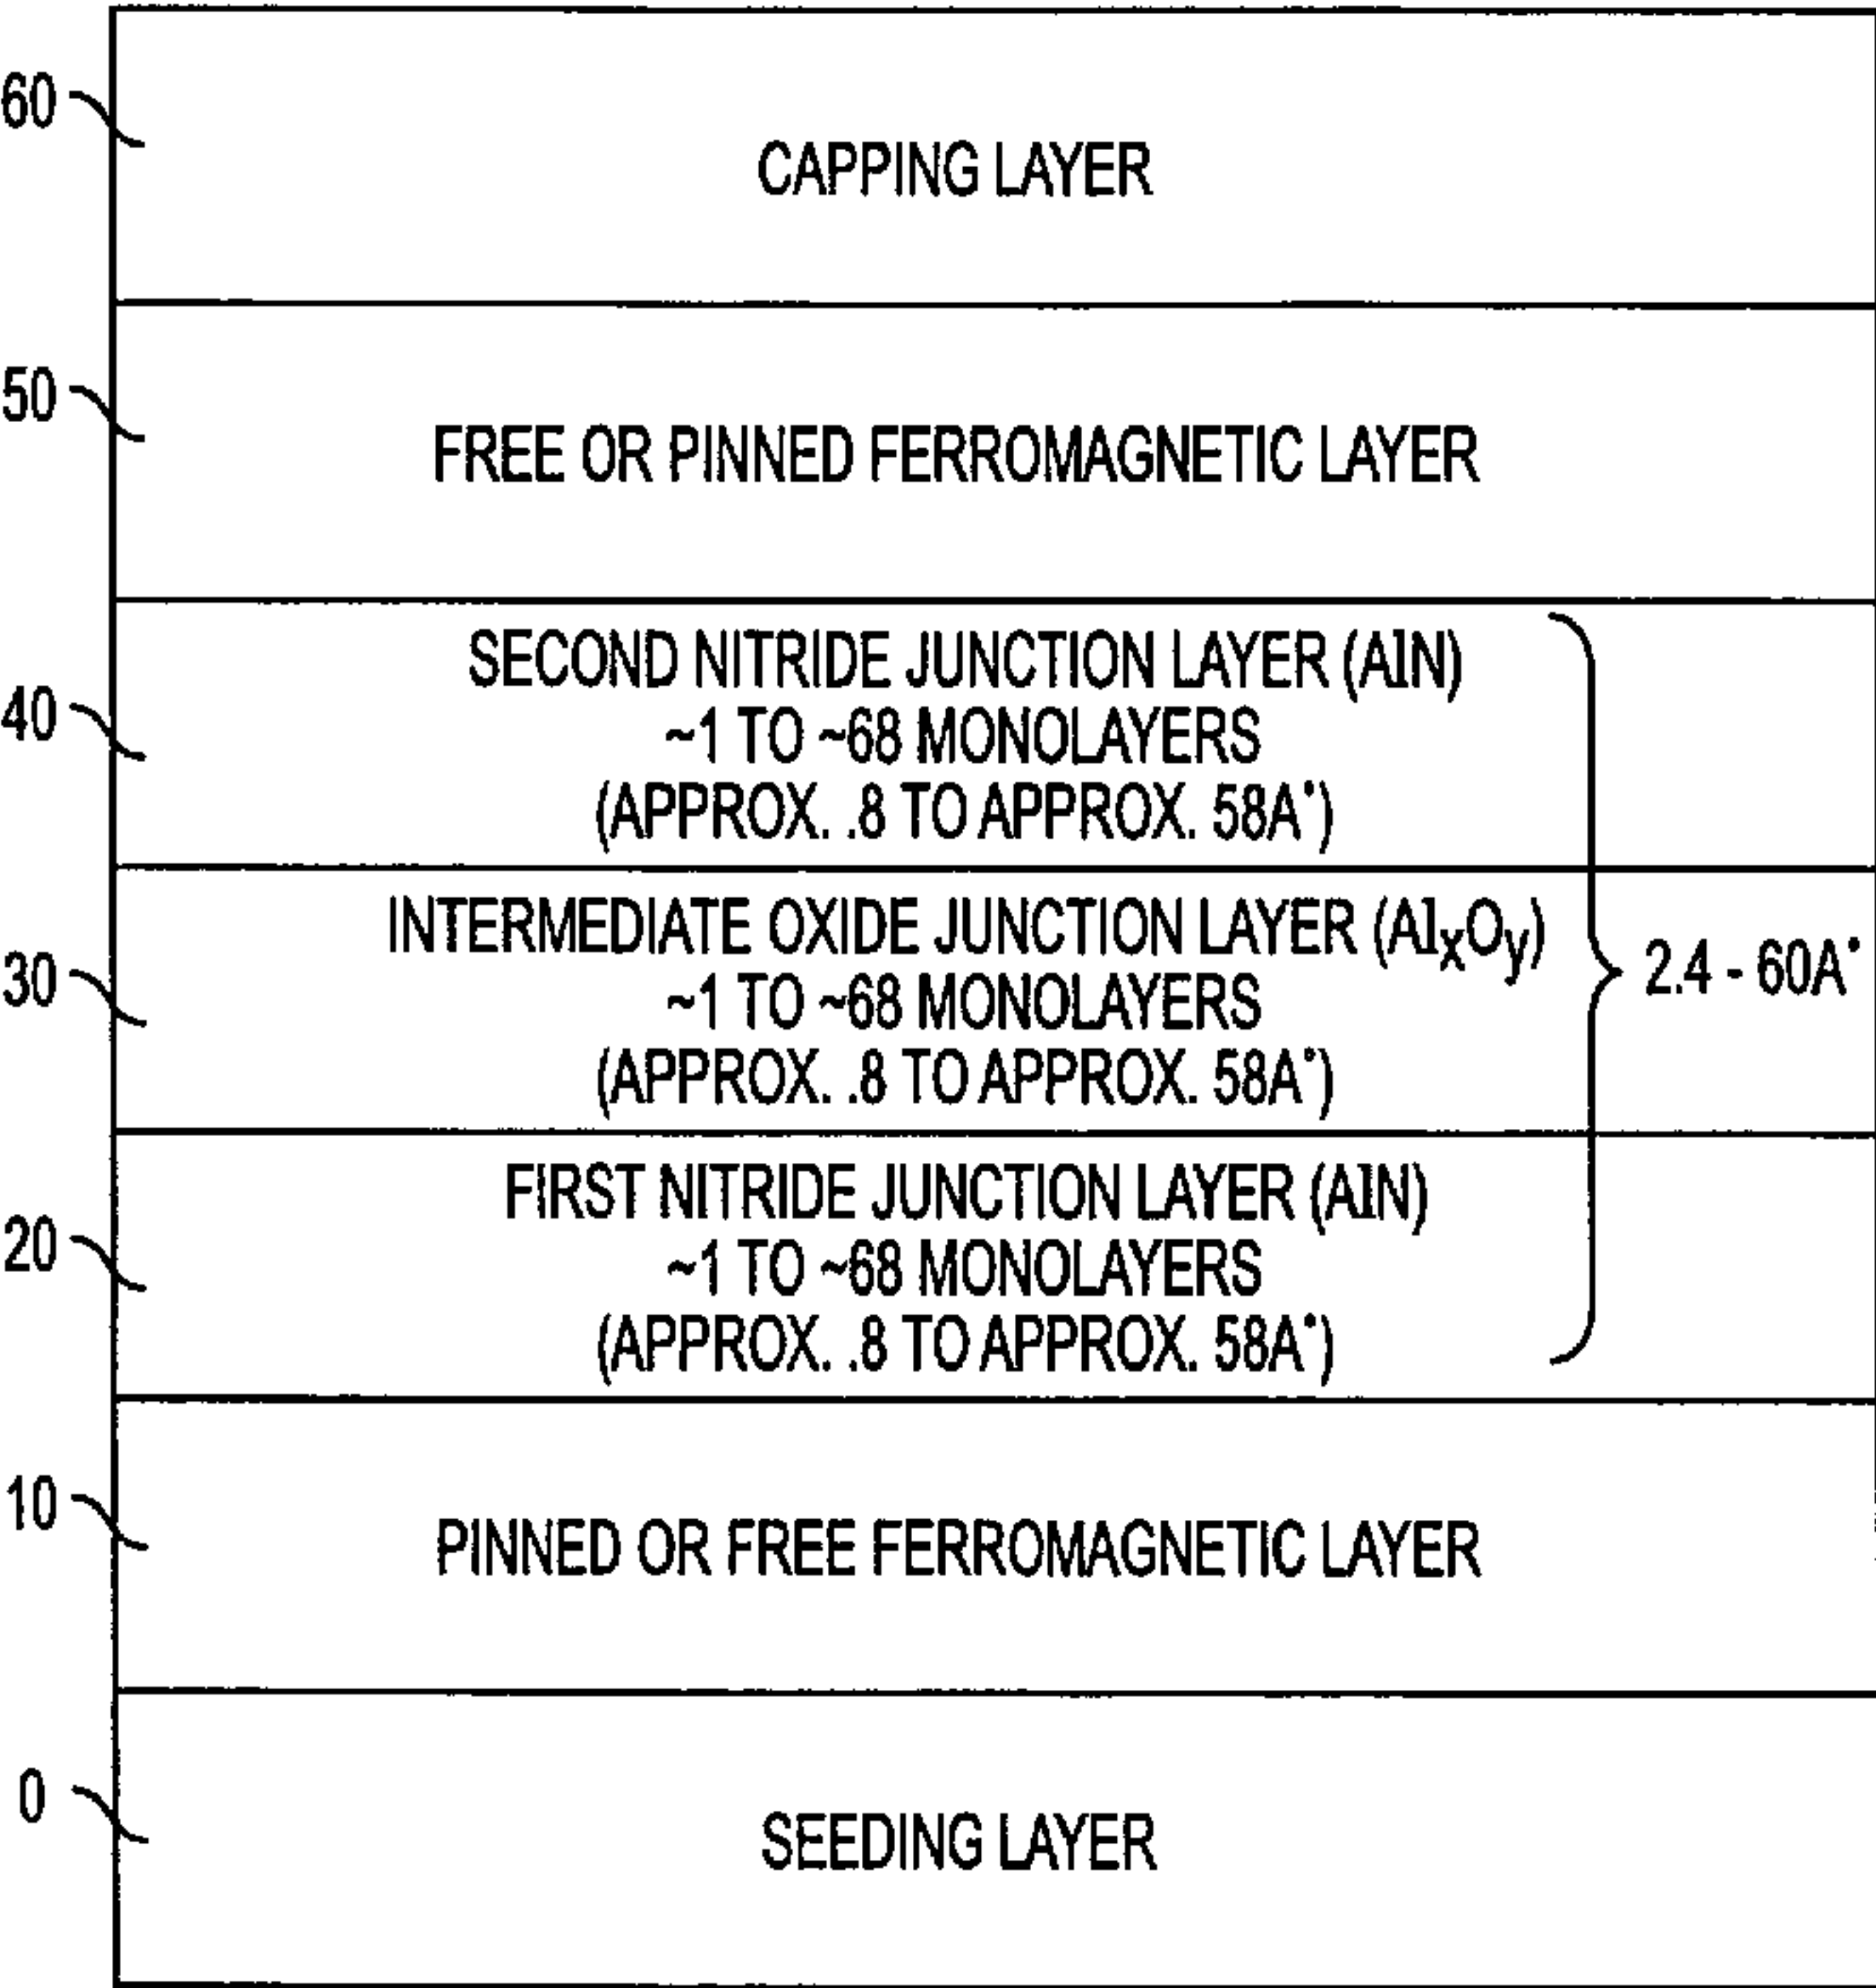 60
CAPPING LAYER
50
FREE OR PINNED FERROMAGNETIC LAYER
SECOND NITRIDE JUNCTION LAYER (AlN)
40
~1 TO ~68 MONOLAYERS
(APPROX. .8 TO APPROX. 58A°)
INTERMEDIATE OXIDE JUNCTION LAYER (AlxOy)
30
~1 TO ~68 MONOLAYERS
2.4 - 60A°
(APPROX. .8 TO APPROX. 58A°)
FIRST NITRIDE JUNCTION LAYER (AlN)
20
~1 TO ~68 MONOLAYERS
(APPROX. .8 TO APPROX. 58A°)
10
PINNED OR FREE FERROMAGNETIC LAYER
0
SEEDING LAYER